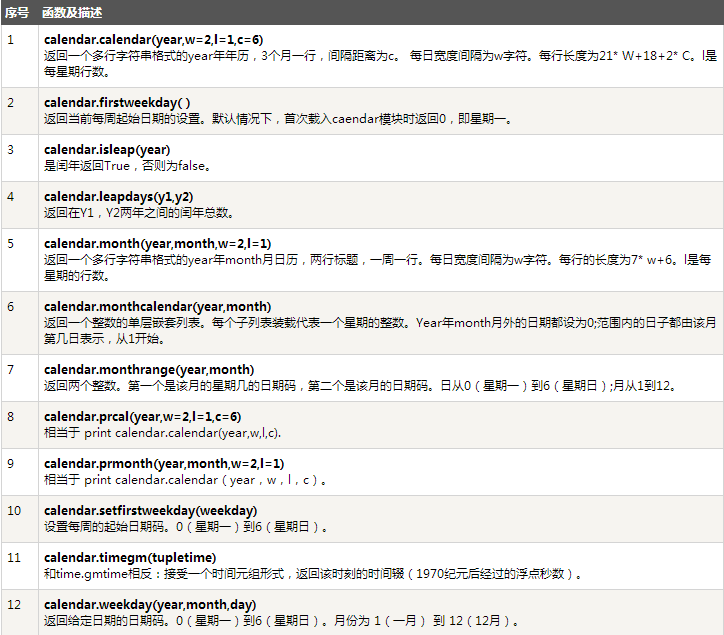 序号 函数及描述
1 calendar.calendar(year,w=2,l=1,c=6)
返回一个多行字符串格式的year年年历，3个月一行，间隔距离为c。 每日宽度间隔为w字符。每行长度为21* W+18+2* C。l是
每星期行数。
2 calendar.firstweekday( )
返回当前每周起始日期的设置。默认情况下，首次载入caendar模块时返回0，即星期一。
3 calendar.isleap(year)
是闰年返回True，否则为false。
4 calendar.leapdays(y1,y2)
返回在Y1，Y2两年之间的闰年总数。
5 calendar.month(year,month,w=2,l=1)
返回一个多行字符串格式的year年month月日历，两行标题，一周一行。每日宽度间隔为w字符。每行的长度为7* w+6。l是每
星期的行数。
6 calendar.monthcalendar(year,month)
返回一个整数的单层嵌套列表。每个子列表装载代表一个星期的整数。Year年month月外的日期都设为0;范围内的日子都由该月
第几日表示，从1开始。
7 calendar.monthrange(year,month)
返回两个整数。第一个是该月的星期几的日期码，第二个是该月的日期码。日从0（星期一）到6（星期日）;月从1到12。
8 calendar.prcal(year,w=2,l=1,c=6)
相当于 print calendar.calendar(year,w,l,c).
9 calendar.prmonth(year,month,w=2,l=1)
相当于 print calendar.calendar（year，w，l，c）。
10 calendar.setfirstweekday(weekday)
设置每周的起始日期码。0（星期一）到6（星期日）。
11 calendar.timegm(tupletime)
和time.gmtime相反：接受一个时间元组形式，返回该时刻的时间辍（1970纪元后经过的浮点秒数）。
12 calendar.weekday(year,month,day)
返回给定日期的日期码。0（星期一）到6（星期日）。月份为 1（一月） 到 12（12月）。